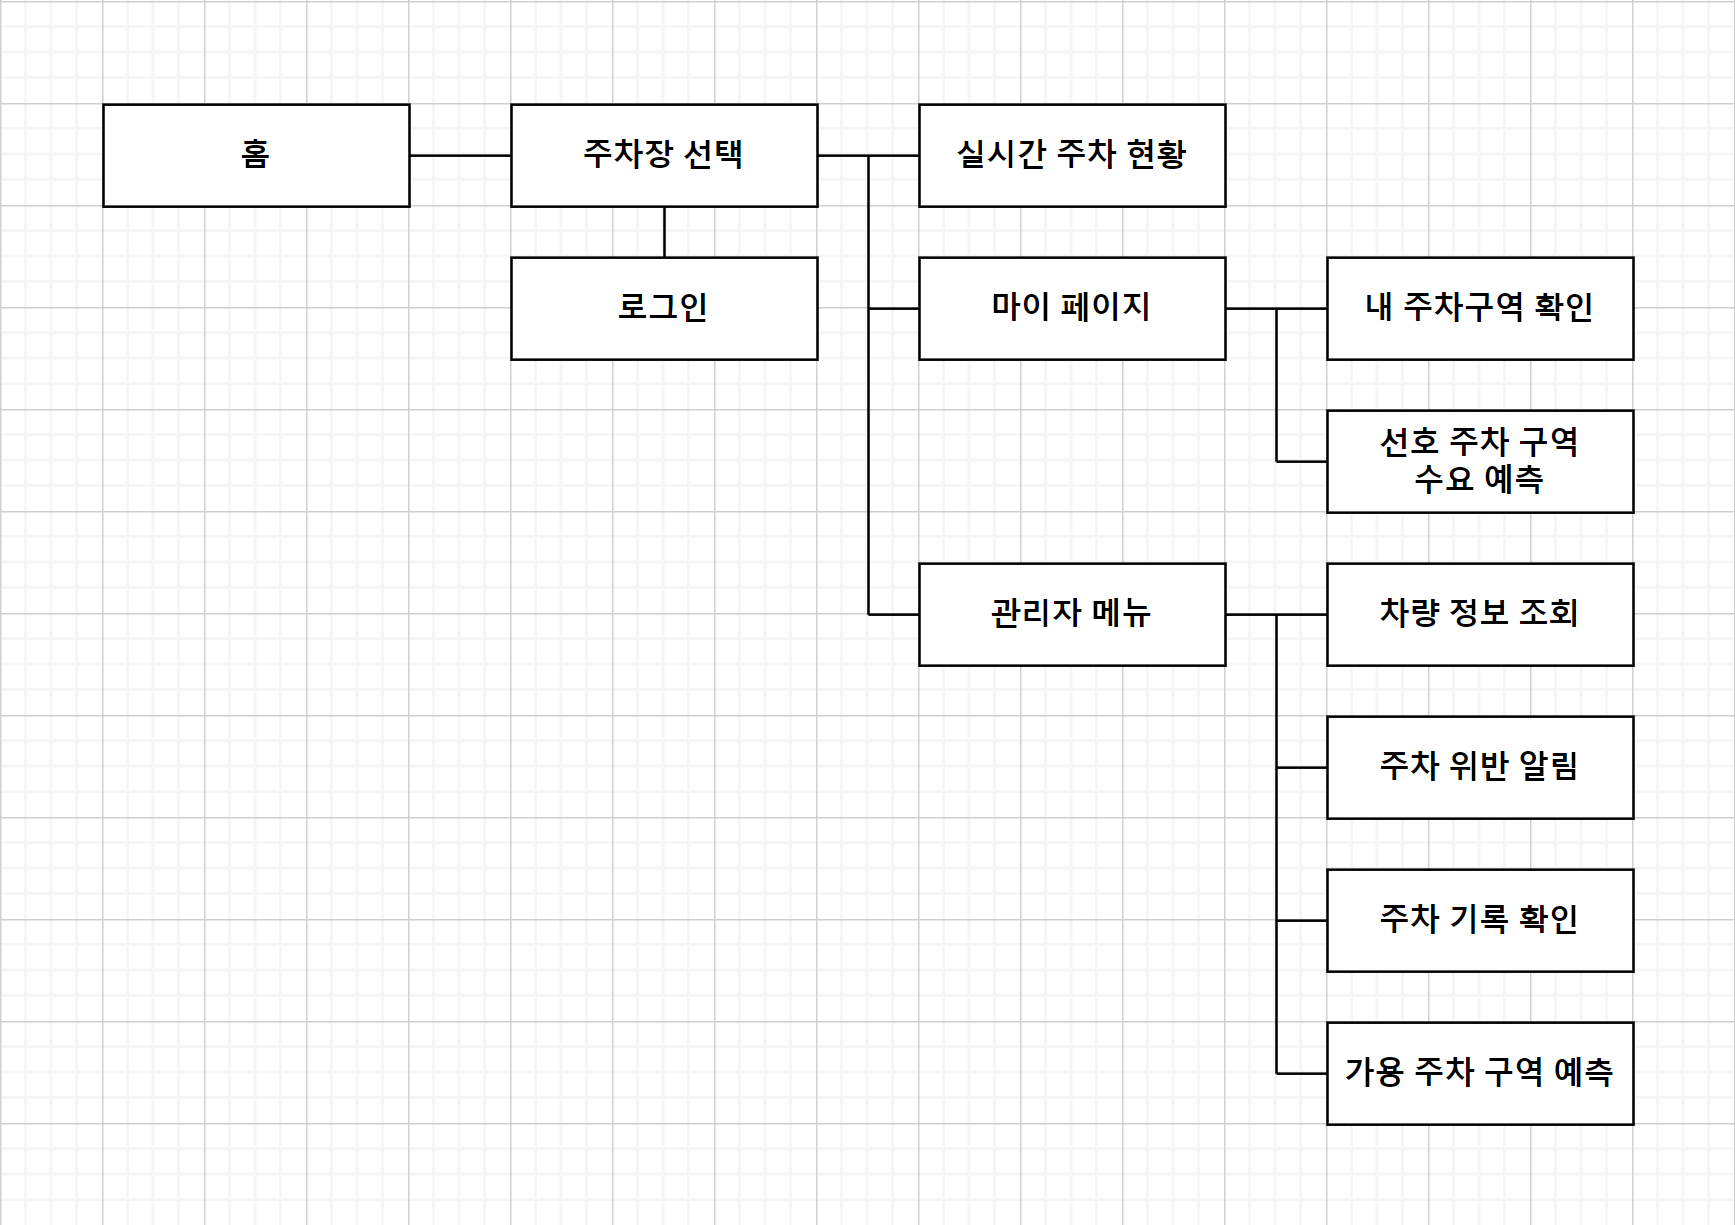 홈
주차장 선택
실시간 주차 현황
로그인
마이 페이지
내 주차구역 확인
선호 주차 구역
수요 예측
관리자 메뉴
차량 정보 조회
주차 위반 알림
주차 기록 확인
가용 주차 구역 예측